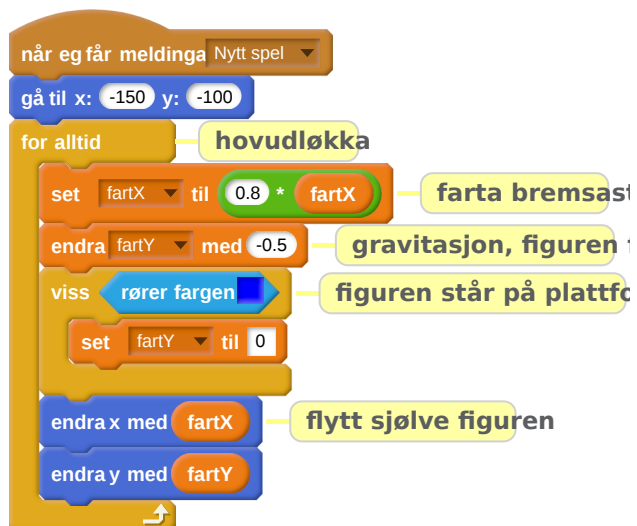 når eg får meldinga Nytt spel
gå til x: -150 y: -100
for alltid hovudløkka
set fartX til 0.8 * fartX farta bremsast
endra fartY med -0.5 gravitasjon, figuren
viss rører fargen figuren står på
set fartY til 0
endra x med fartX flytt sjølve figuren
endra y med fartY